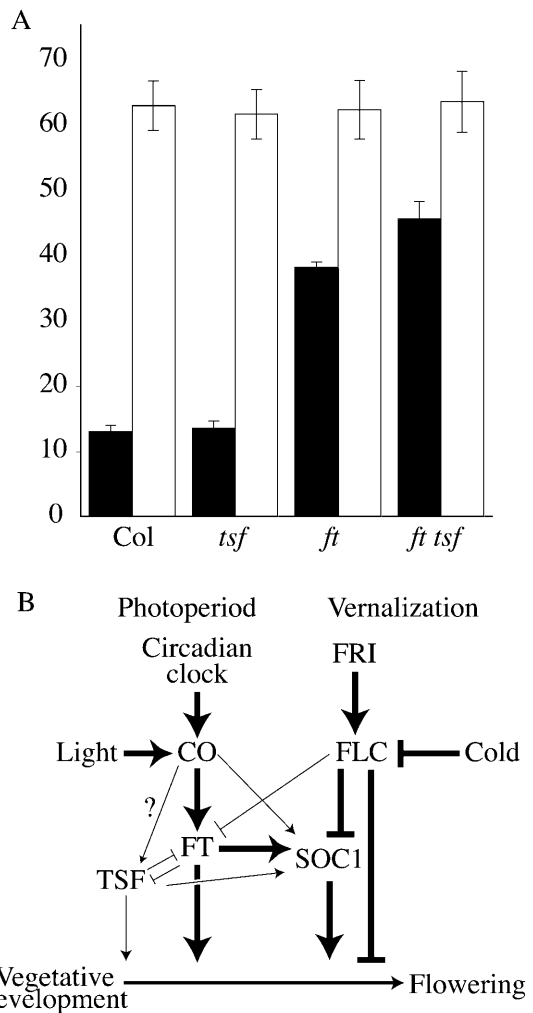 A
70
60
50
40
30
20
10
0
Col tsf ft ft tsf
B
Photoperiod Vernalization
Circadian
clock
FRI
Light CO FLC Cold
?
FT
SOC1
TSF
Vegetative
evelopment
Flowering